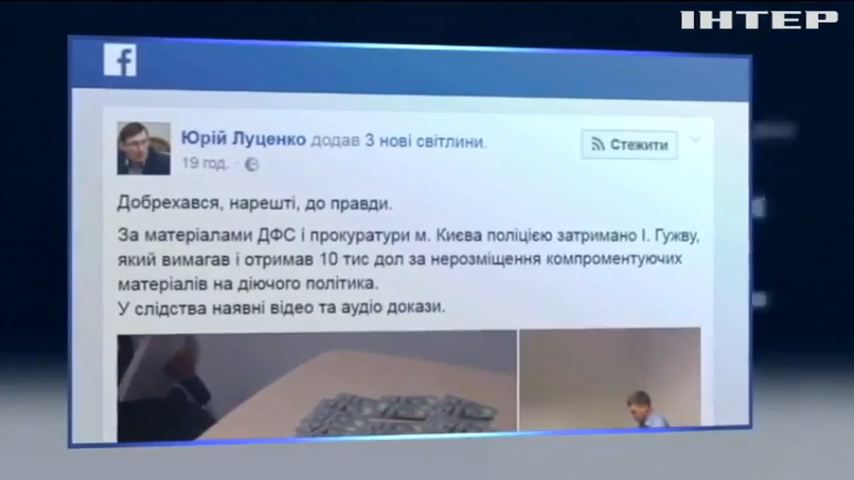 ІНТЕР
f
Юрій Луценко додав 3 нові світлини.
19 год. ·
Стежити
Добрехався, нарешті, до правди.
За матеріалами ДФС і прокуратури м. Києва поліцією затримано І. Гужву,
який вимагав і отримав 10 тис дол за нерозміщення компроментуючих
матеріалів на діючого політика.
У слідства наявні відео та аудіо докази.